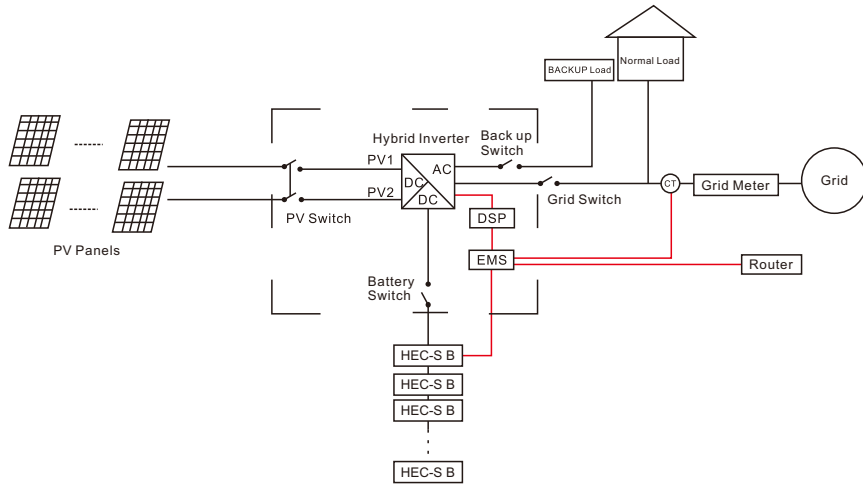 BACKUP Load
Normal Load
Hybrid Inverter
Back up
Switch
PV1
AC
DC
PV2
DC
PV Switch
Grid Switch
CT
Grid Meter
Grid
DSP
PV Panels
EMS
Router
Battery
Switch
HEC-S B
HEC-S B
HEC-S B
HEC-S B